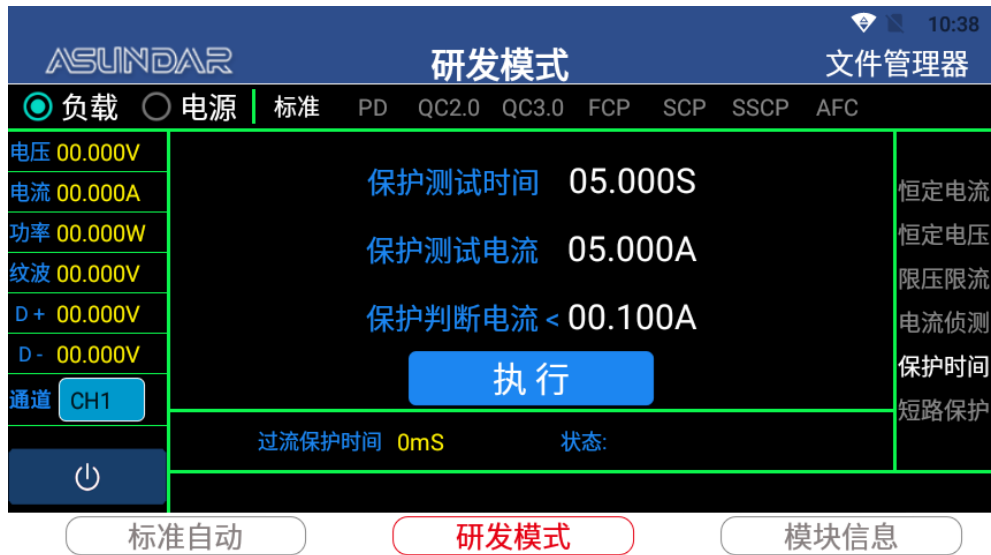 10:38
ASUNDAR 研发模式 文件管理器
负载 电源 标准 PD QC2.0 QC3.0 FCP SCP SSCP AFC
电压 00.000V
电流 00.000A
功率 00.000W
纹波 00.000V
D+ 00.000V
D- 00.000V
通道 CH1
保护测试时间 05.000S
保护测试电流 05.000A
保护判断电流 < 00.100A
执行
过流保护时间 0mS 状态:
恒定电流
恒定电压
限压限流
电流侦测
保护时间
短路保护
标准自动 研发模式 模块信息